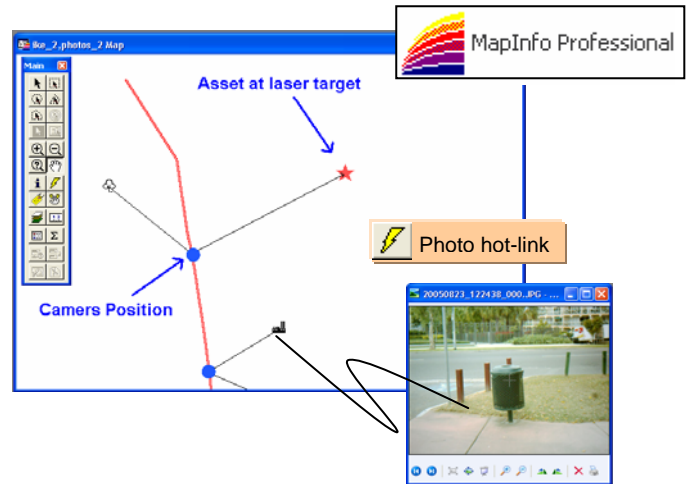 MapInfo Professional
ike_2,photos_2 Map
Main
Asset at laser target
Camers Position
Photo hot-link
20050823_122438_000..JPG - ...